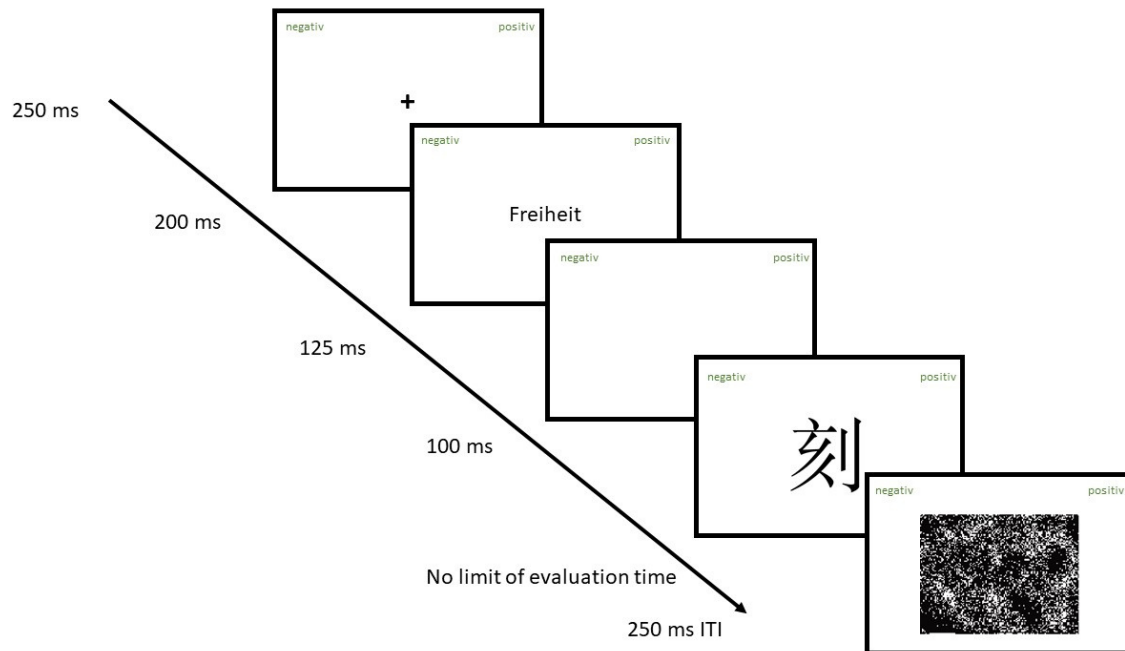 negativ positiv
+
250 ms
negativ positiv
Freiheit
200 ms
negativ positiv
125 ms
negativ positiv
刻
100 ms
negativ positiv
No limit of evaluation time
250 ms ITI